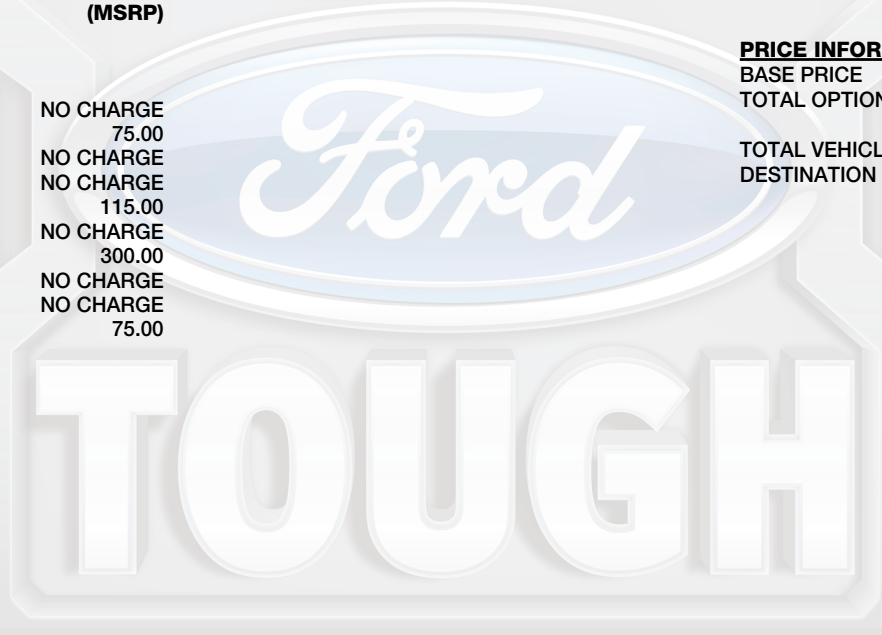 (MSRP)
NO CHARGE
75.00
NO CHARGE
NO CHARGE
115.00
NO CHARGE
300.00
NO CHARGE
NO CHARGE
75.00
PRICE INFOR
BASE PRICE
TOTAL OPTION
TOTAL VEHICL
DESTINATION
Ford
TOUGH